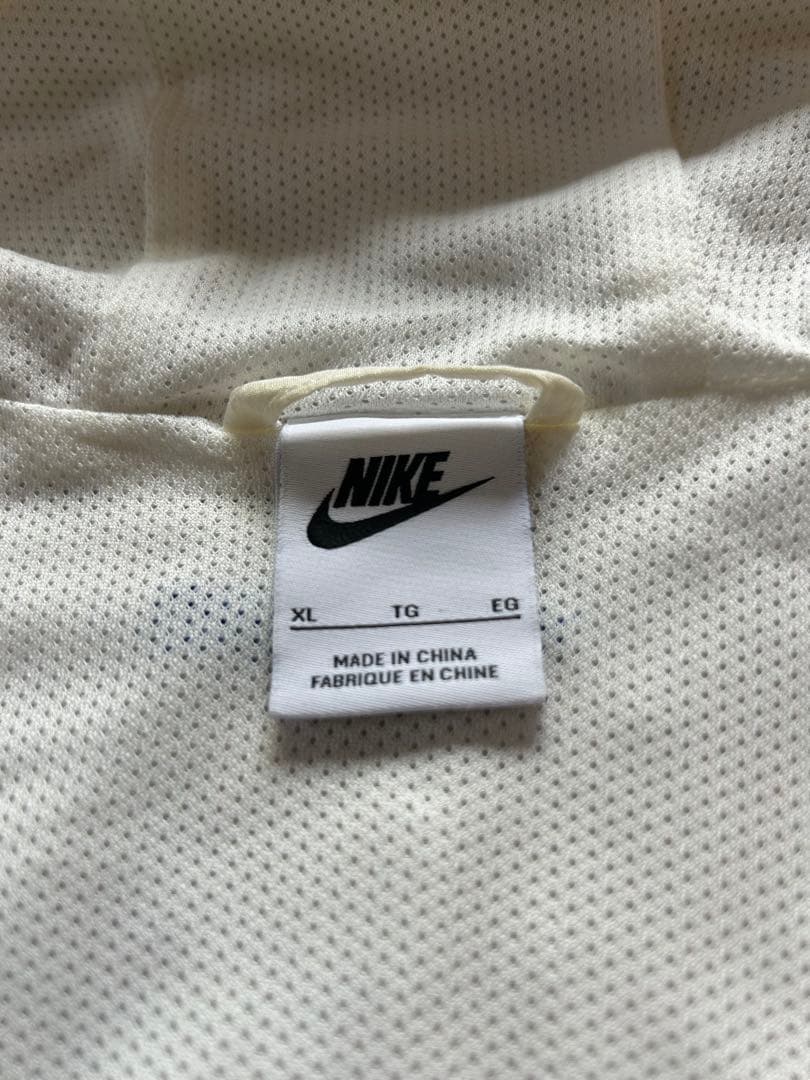 NIKE
XL TG EG
MADE IN CHINA
FABRIQUE EN CHINE